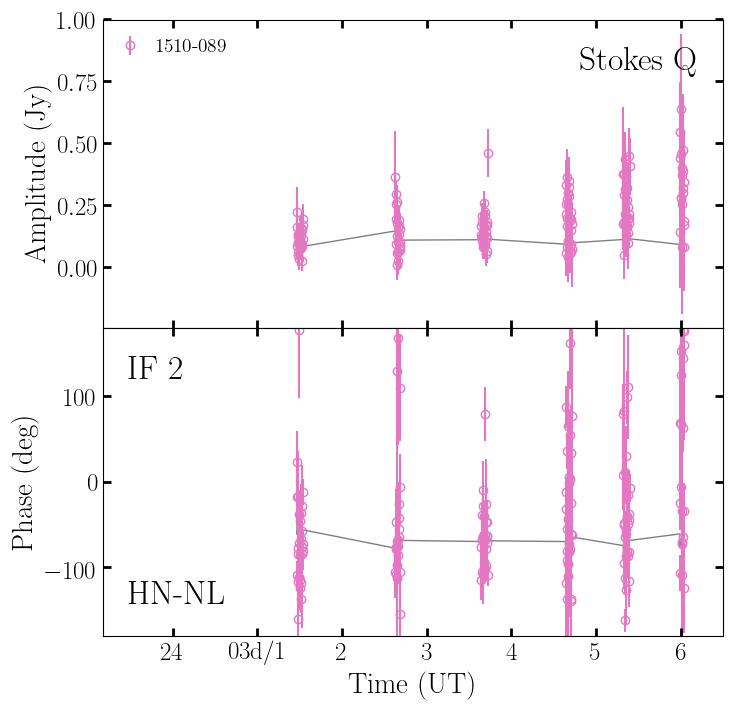 1.00
1510-089
Stokes Q
0.75
0.50
0.25
0.00
Amplitude (Jy)
IF 2
100
0
−100
Phase (deg)
HN-NL
24 03d/1 2 3 4 5 6
Time (UT)